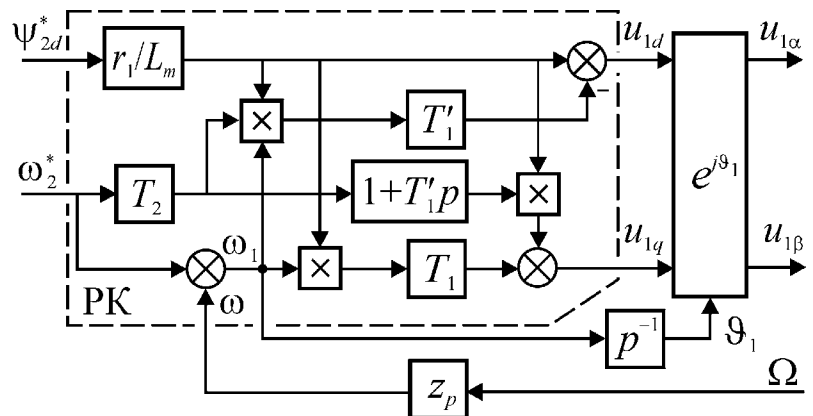 ψ*2d
r1/Lm
u1d
u1α
×
T′1
-
ω*2
T2
1+T′1p
×
e^jϑ1
ω1
×
T1
u1q
u1β
РК
ω
p⁻¹
ϑ1
zp
Ω